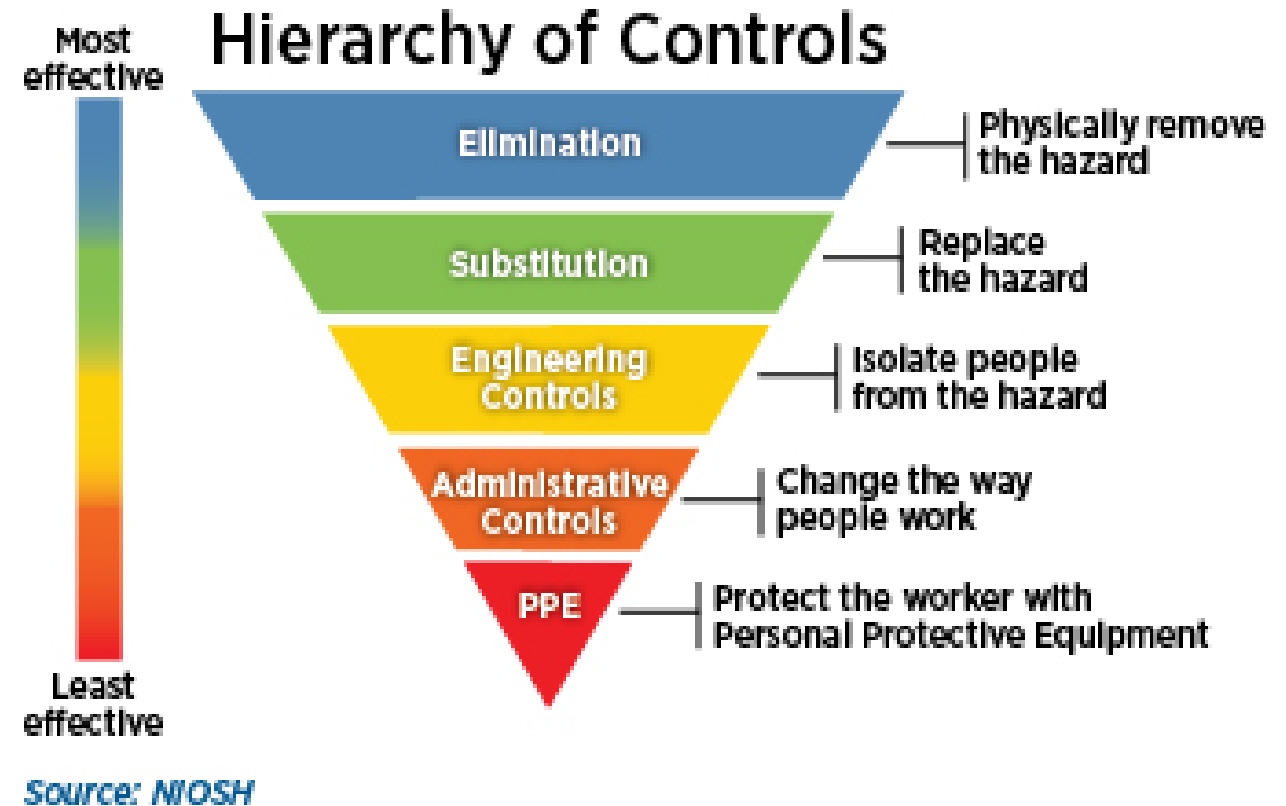 Hierarchy of Controls
Most
effective
Elimination
Physically remove
the hazard
Substitution
Replace
the hazard
Engineering
Controls
Isolate people
from the hazard
Administrative
Controls
Change the way
people work
PPE
Protect the worker with
Personal Protective Equipment
Least
effective
Source: NIOSH